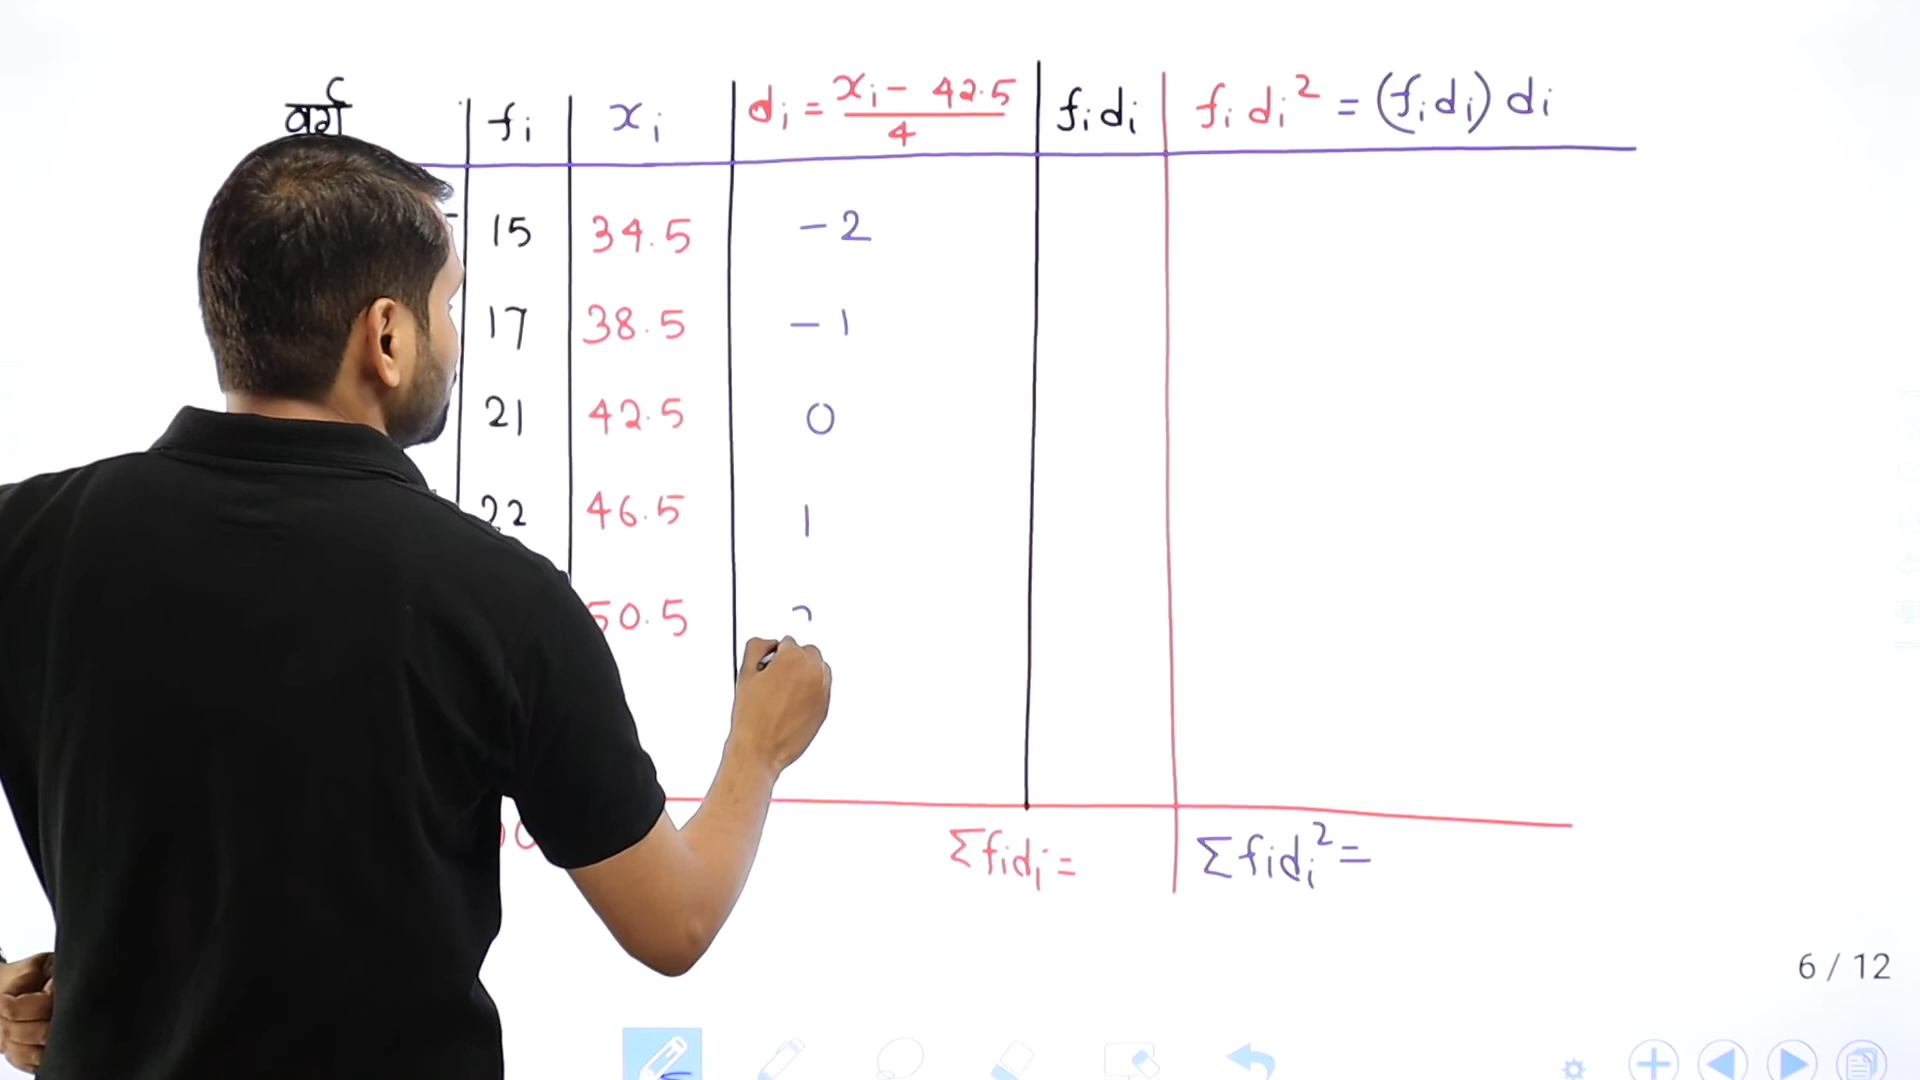 वर्ग fᵢ xᵢ dᵢ = (xᵢ - 42.5)/4 fᵢdᵢ fᵢdᵢ² = (fᵢdᵢ) dᵢ
15 34.5 -2
17 38.5 -1
21 42.5 0
22 46.5 1
50.5
Σfᵢdᵢ = Σfᵢdᵢ² =
6 / 12